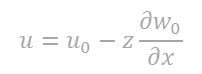 u = u₀ − z ∂w₀/∂x